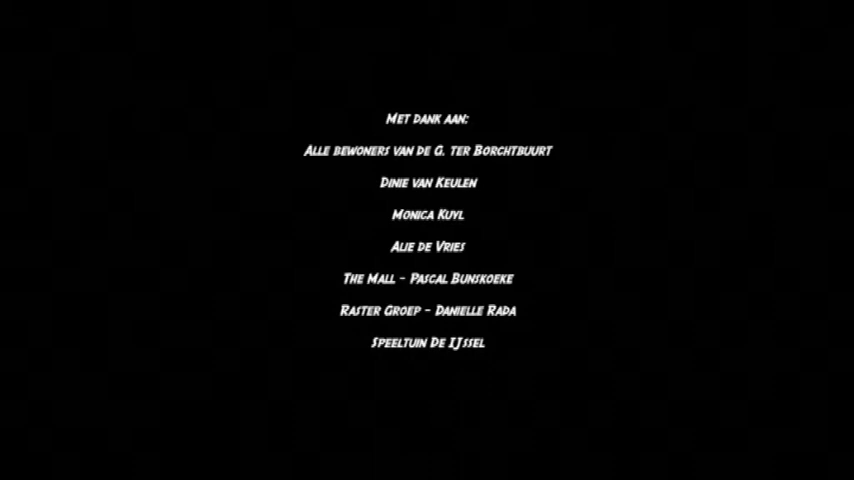 Met dank aan:
Alle bewoners van de G. ter Borchtbuurt
Dinie van Keulen
Monica Kuyl
Alie de Vries
The Mall - Pascal Bunskoeke
Raster Groep - Danielle Rada
Speeltuin De IJssel